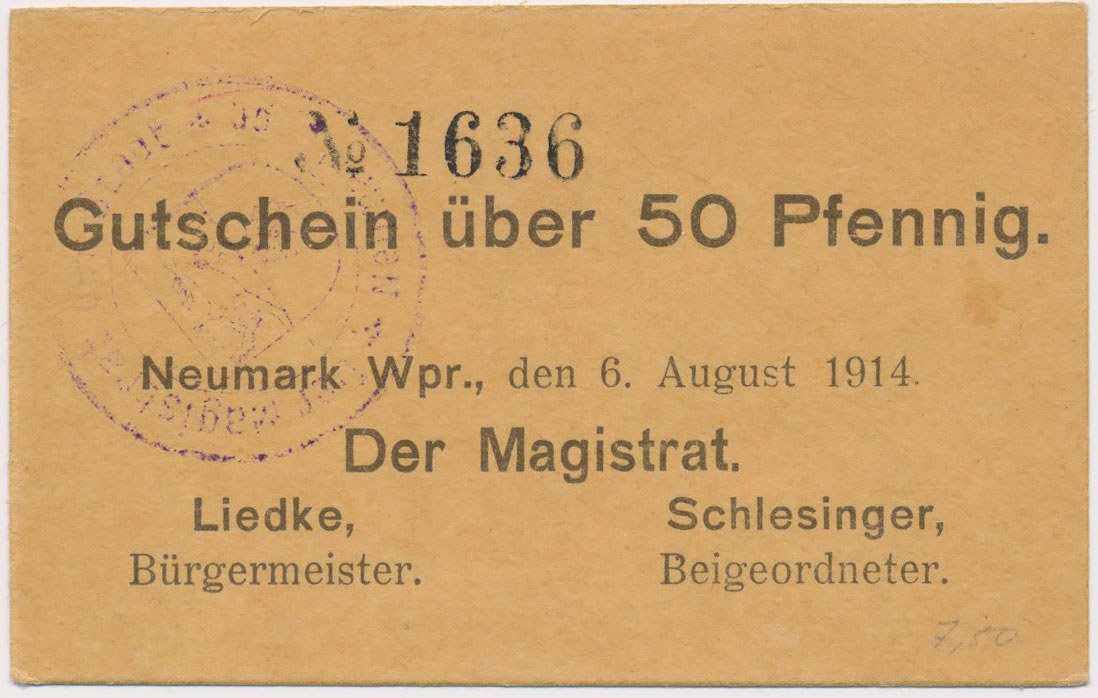 № 1636
Gutschein über 50 Pfennig.
Neumark Wpr., den 6. August 1914.
Der Magistrat.
Liedke, Schlesinger,
Bürgermeister. Beigeordneter.
7,50